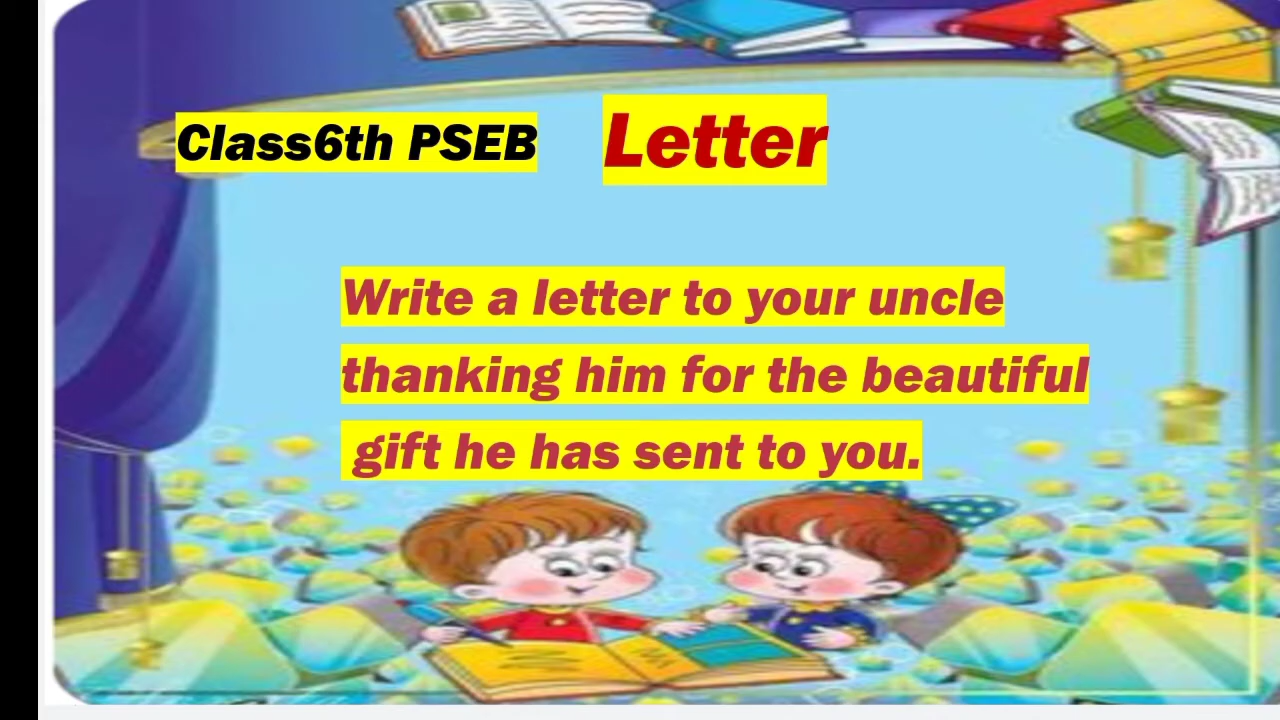 Class6th PSEB Letter
Write a letter to your uncle
thanking him for the beautiful
gift he has sent to you.